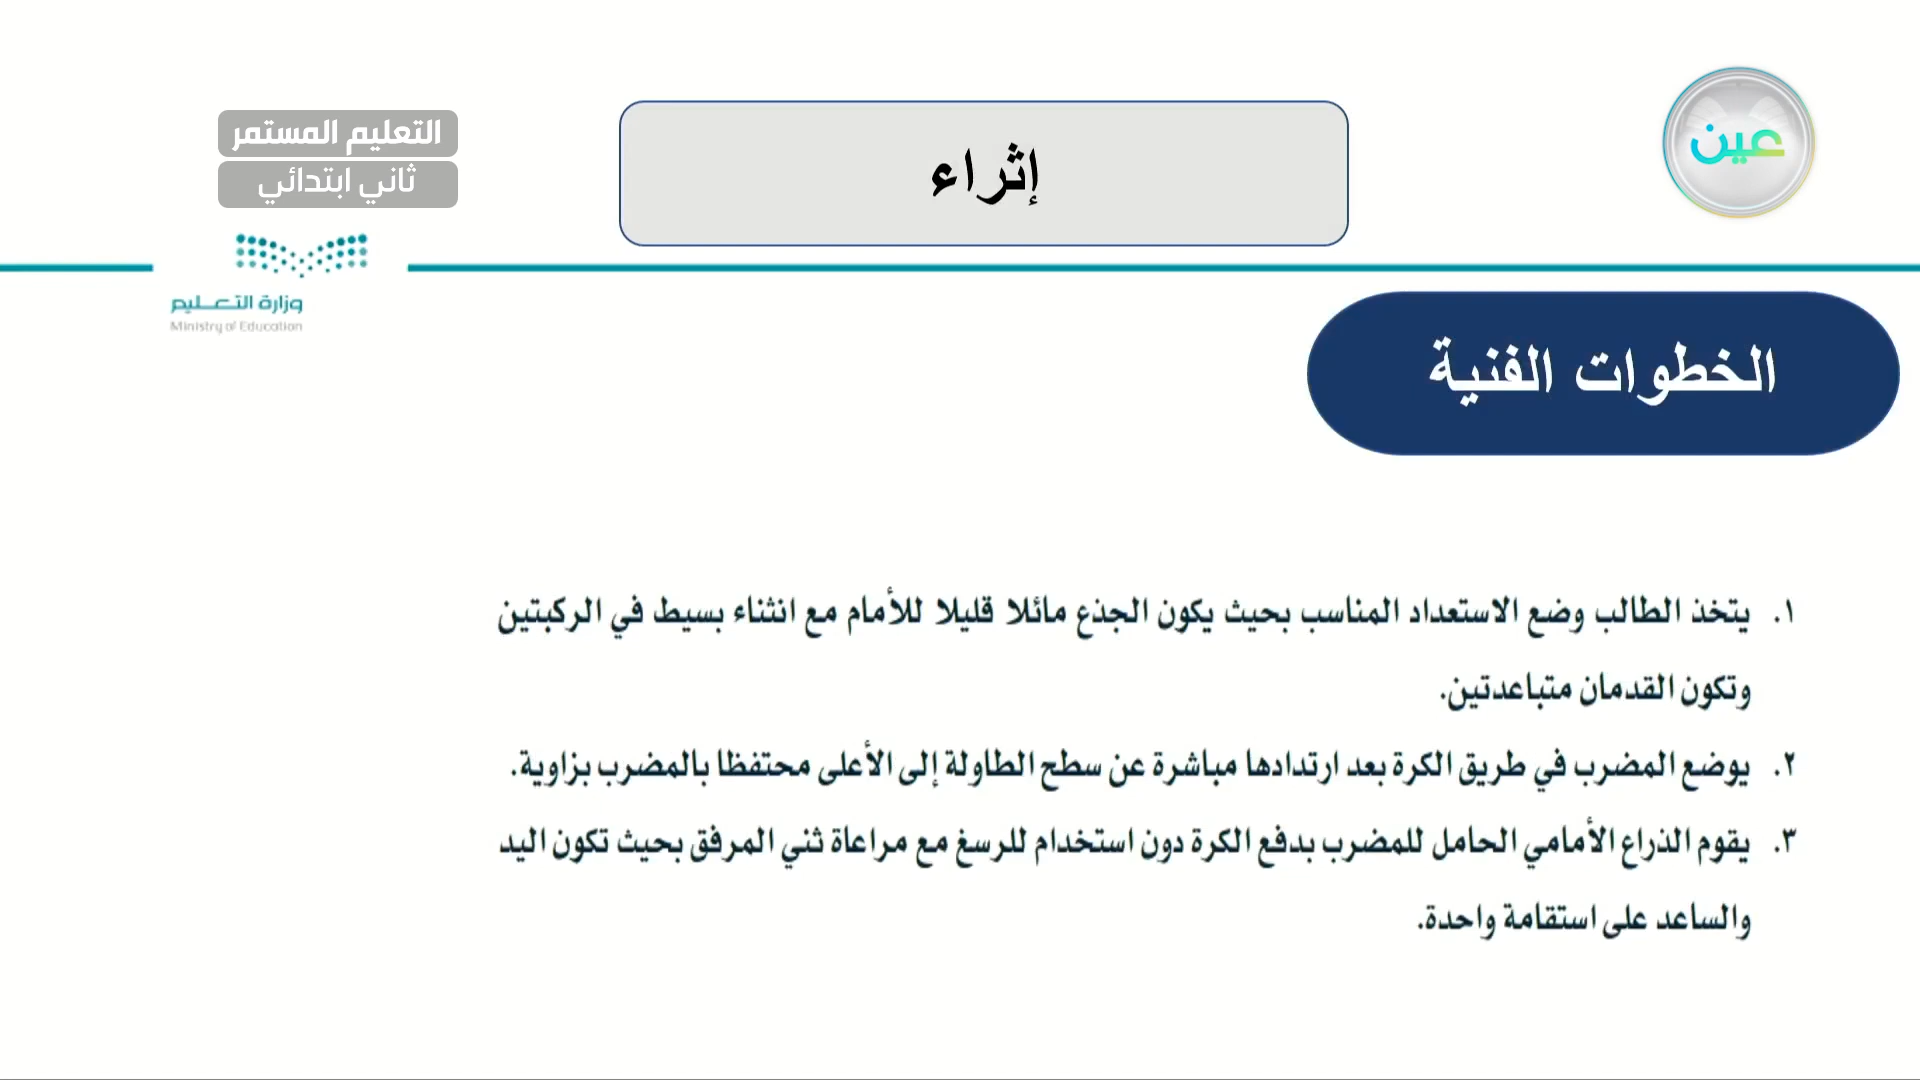 عين
إثراء
التعليم المستمر
ثاني ابتدائي
وزارة التعـــليم
Ministry of Education
الخطوات الفنية
١. يتخذ الطالب وضع الاستعداد المناسب بحيث يكون الجذع مائلا قليلا للأمام مع انثناء بسيط في الركبتين
وتكون القدمان متباعدتين.
٢. يوضع المضرب في طريق الكرة بعد ارتدادها مباشرة عن سطح الطاولة إلى الأعلى محتفظا بالمضرب بزاوية.
٣. يقوم الذراع الأمامي الحامل للمضرب بدفع الكرة دون استخدام للرسغ مع مراعاة ثني المرفق بحيث تكون اليد
والساعد على استقامة واحدة.